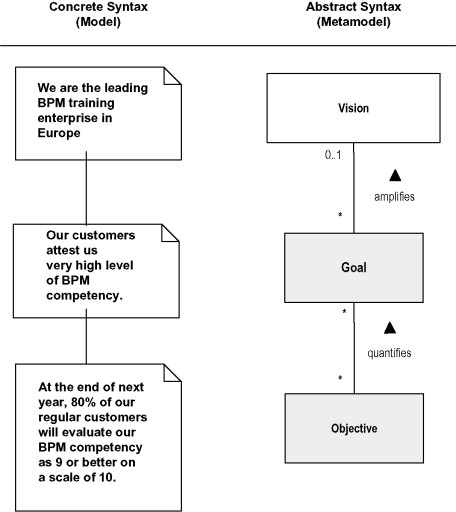 Concrete Syntax
(Model)
Abstract Syntax
(Metamodel)
We are the leading
BPM training
enterprise in
Europe
Our customers
attest us
very high level
of BPM
competency.
At the end of next
year, 80% of our
regular customers
will evaluate our
BPM competency
as 9 or better on
a scale of 10.
Vision
0..1
amplifies
*
Goal
*
quantifies
*
Objective